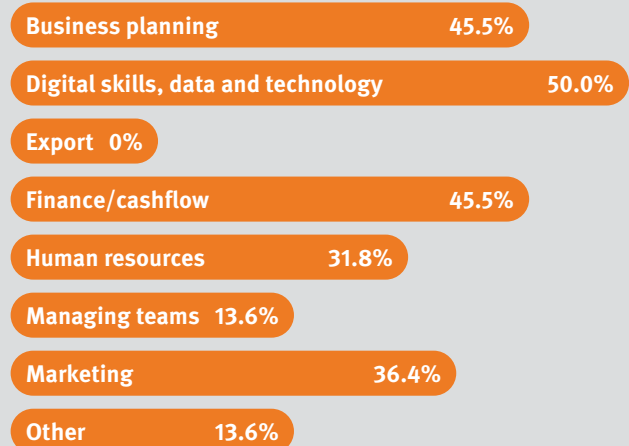 Business planning 45.5%
Digital skills, data and technology 50.0%
Export 0%
Finance/cashflow 45.5%
Human resources 31.8%
Managing teams 13.6%
Marketing 36.4%
Other 13.6%